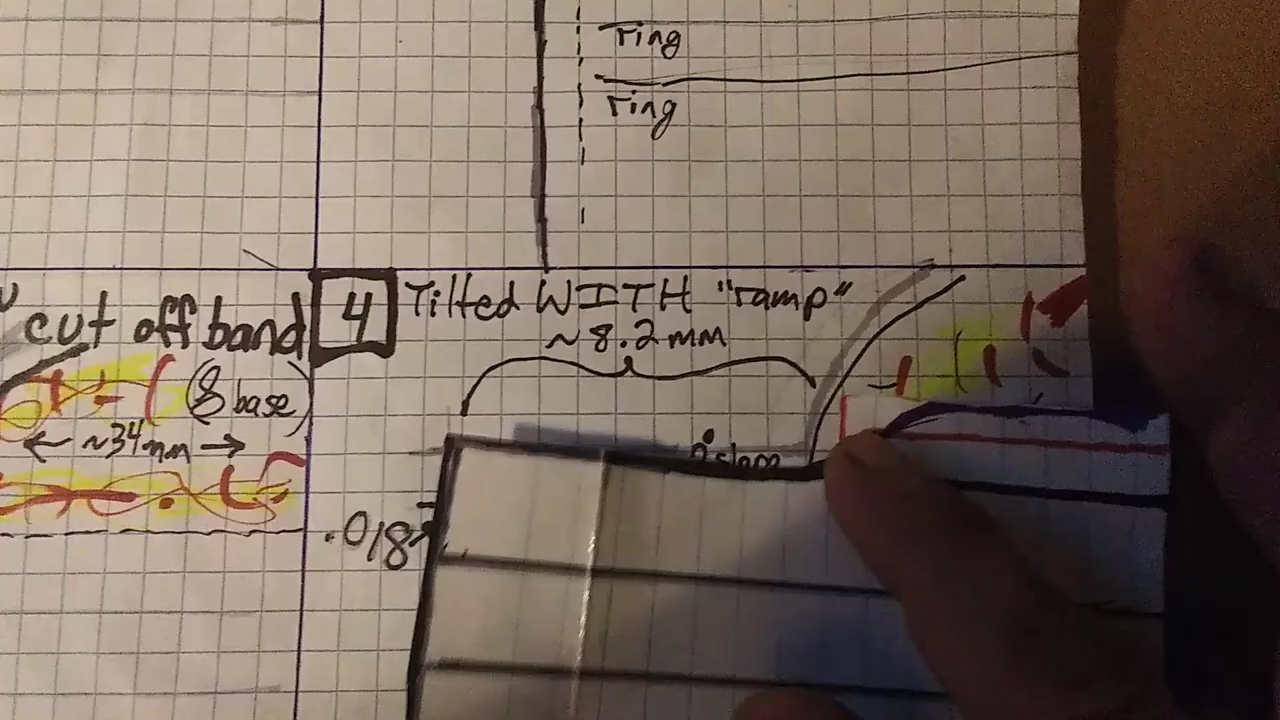 ring
ring
cut off band
(8 base)
← ~34mm →
4
Tilted WITH "ramp"
~8.2mm
.018